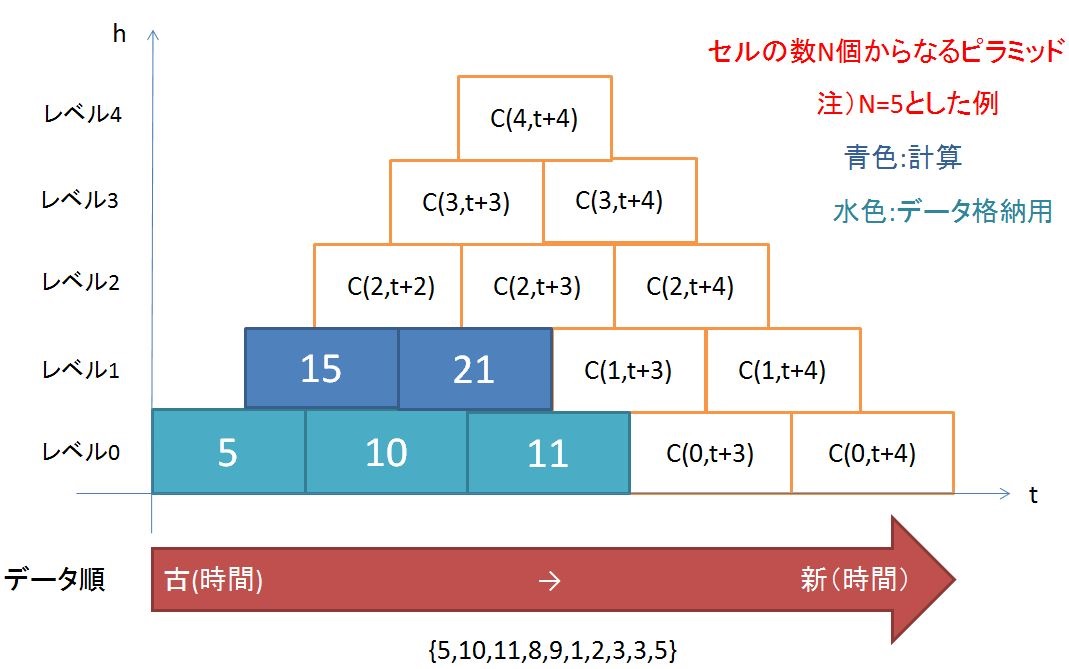 h
セルの数N個からなるピラミッド
注）N=5とした例
青色:計算
水色:データ格納用
レベル4
C(4,t+4)
レベル3
C(3,t+3) C(3,t+4)
レベル2
C(2,t+2) C(2,t+3) C(2,t+4)
レベル1
15 21 C(1,t+3) C(1,t+4)
レベル0
5 10 11 C(0,t+3) C(0,t+4)
t
データ順
古(時間) → 新（時間）
{5,10,11,8,9,1,2,3,3,5}